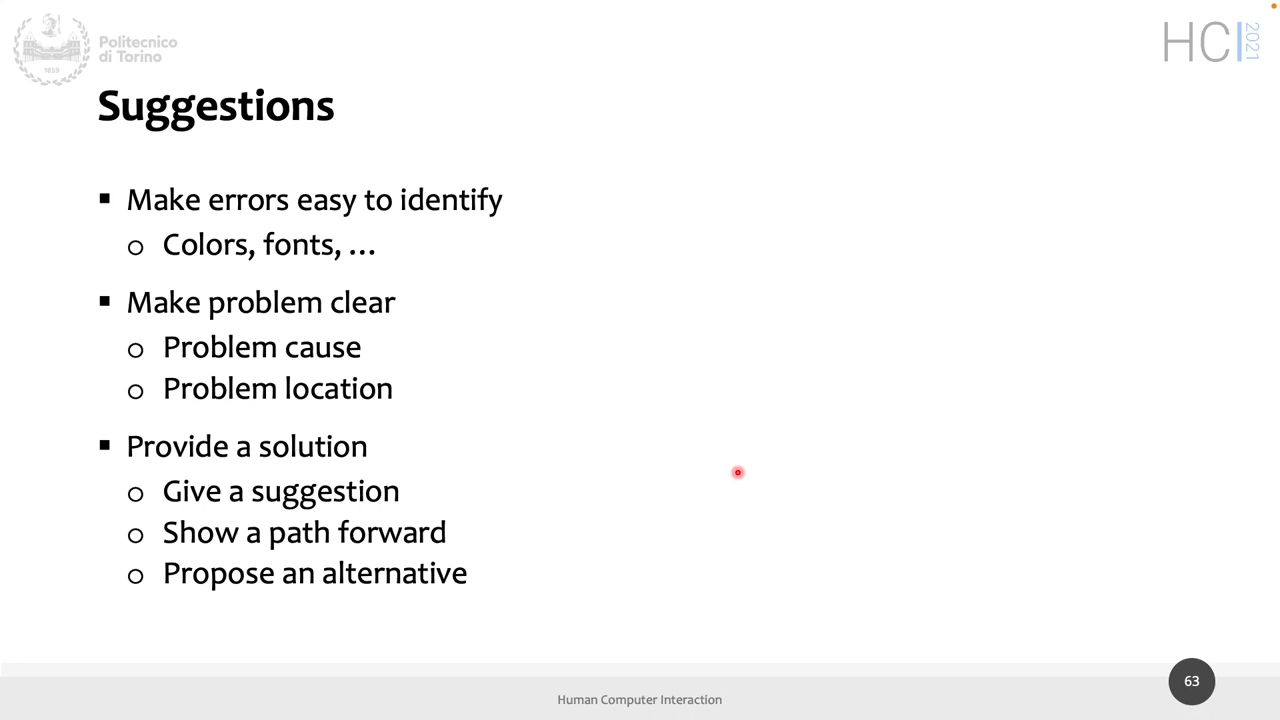 Politecnico
di Torino
1859
HCI 2021
Suggestions
▪ Make errors easy to identify
o Colors, fonts, …
▪ Make problem clear
o Problem cause
o Problem location
▪ Provide a solution
o Give a suggestion
o Show a path forward
o Propose an alternative
Human Computer Interaction
63